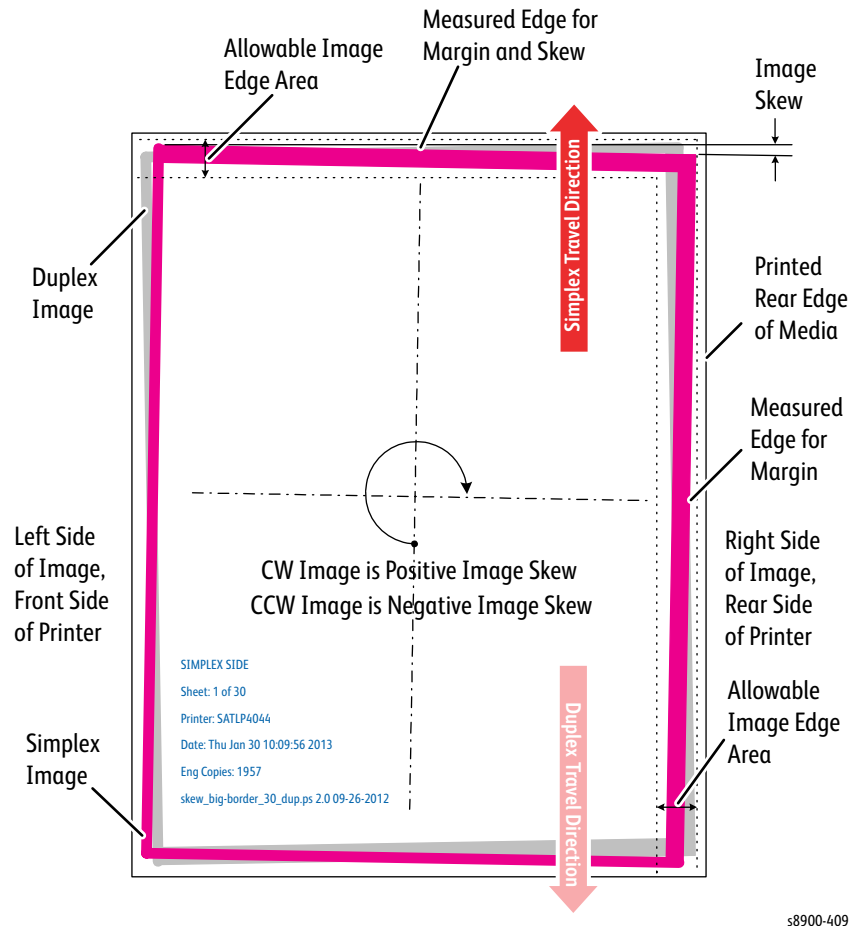 Measured Edge for
Margin and Skew
Allowable Image
Edge Area
Image
Skew
Simplex Travel Direction
Duplex
Image
Printed
Rear Edge
of Media
Measured
Edge for
Margin
Left Side
of Image,
Front Side
of Printer
CW Image is Positive Image Skew
CCW Image is Negative Image Skew
Right Side
of Image,
Rear Side
of Printer
SIMPLEX SIDE
Sheet: 1 of 30
Printer: SATLP4044
Date: Thu Jan 30 10:09:56 2013
Eng Copies: 1957
skew_big-border_30_dup.ps 2.0 09-26-2012
Duplex Travel Direction
Allowable
Image Edge
Area
Simplex
Image
s8900-409